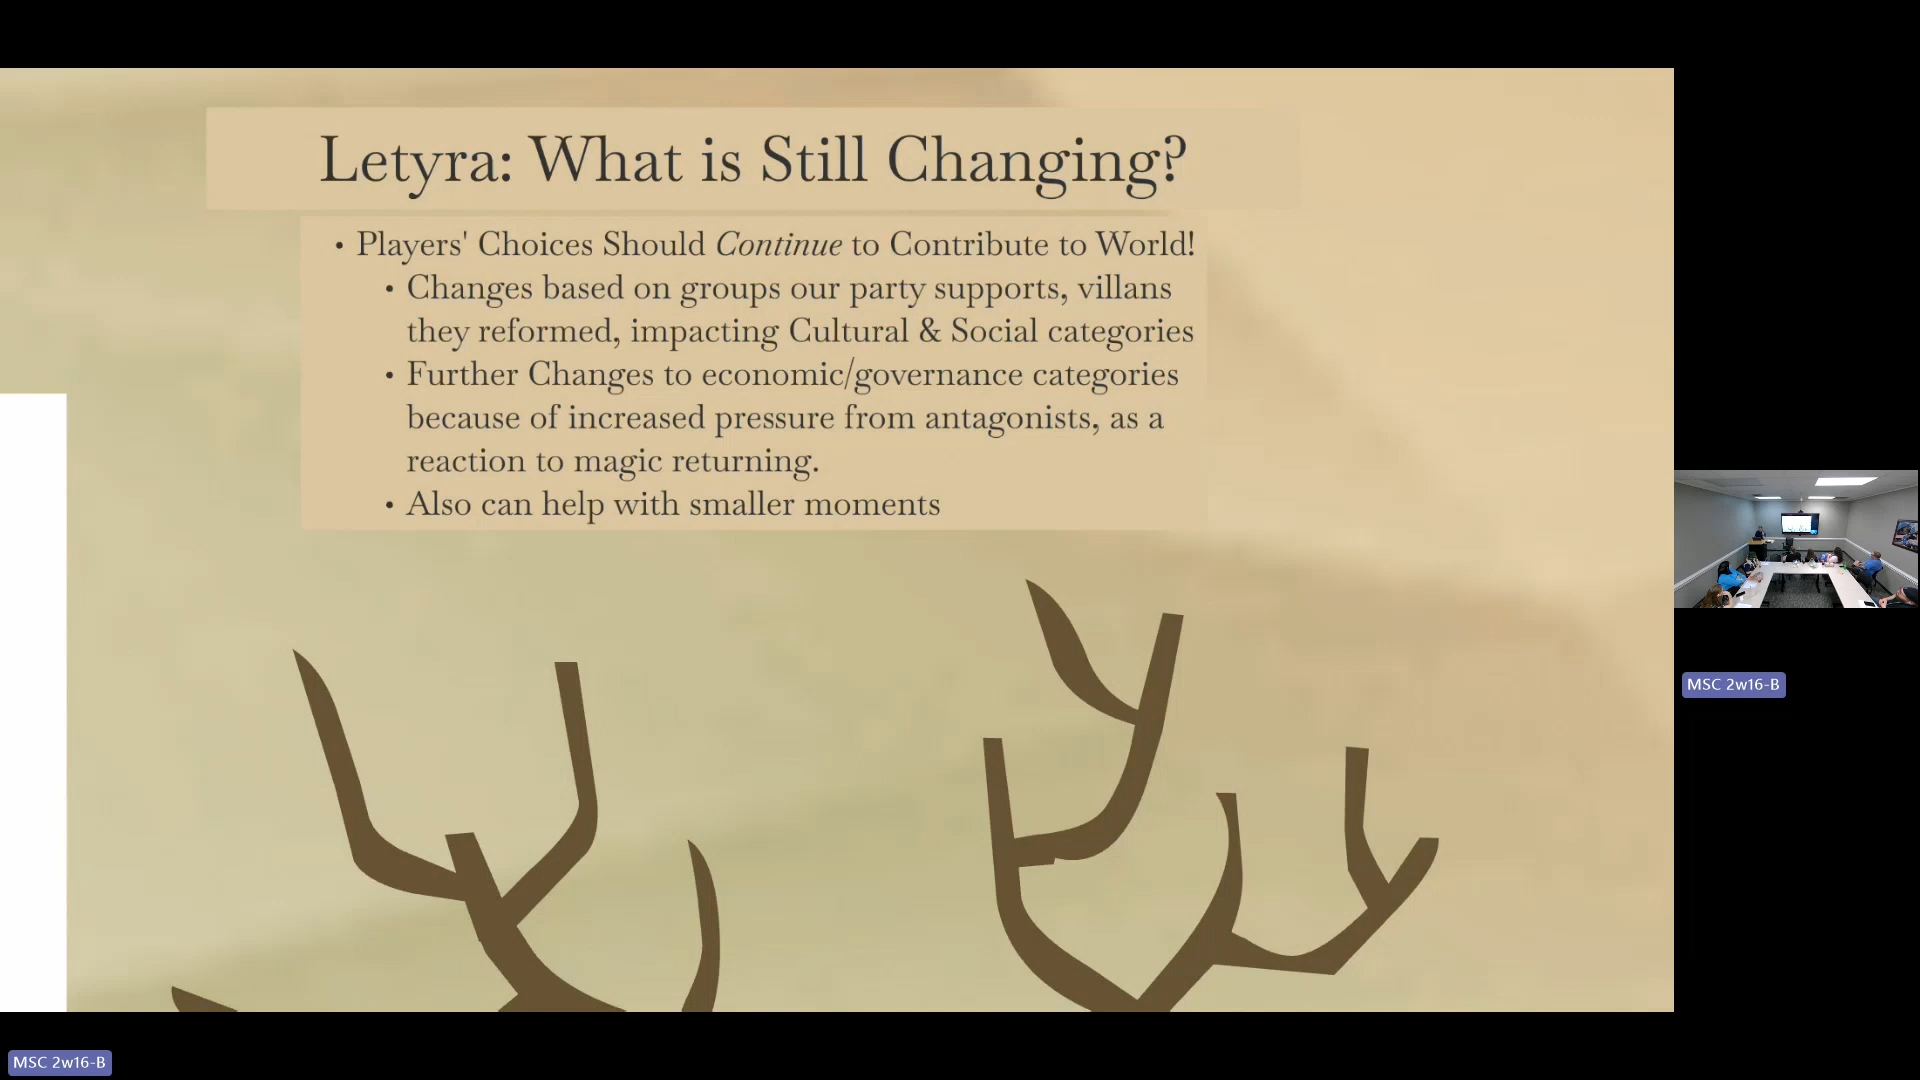 Letyra: What is Still Changing?
• Players' Choices Should Continue to Contribute to World!
• Changes based on groups our party supports, villans
they reformed, impacting Cultural & Social categories
• Further Changes to economic/governance categories
because of increased pressure from antagonists, as a
reaction to magic returning.
• Also can help with smaller moments
MSC 2w16-B
MSC 2w16-B